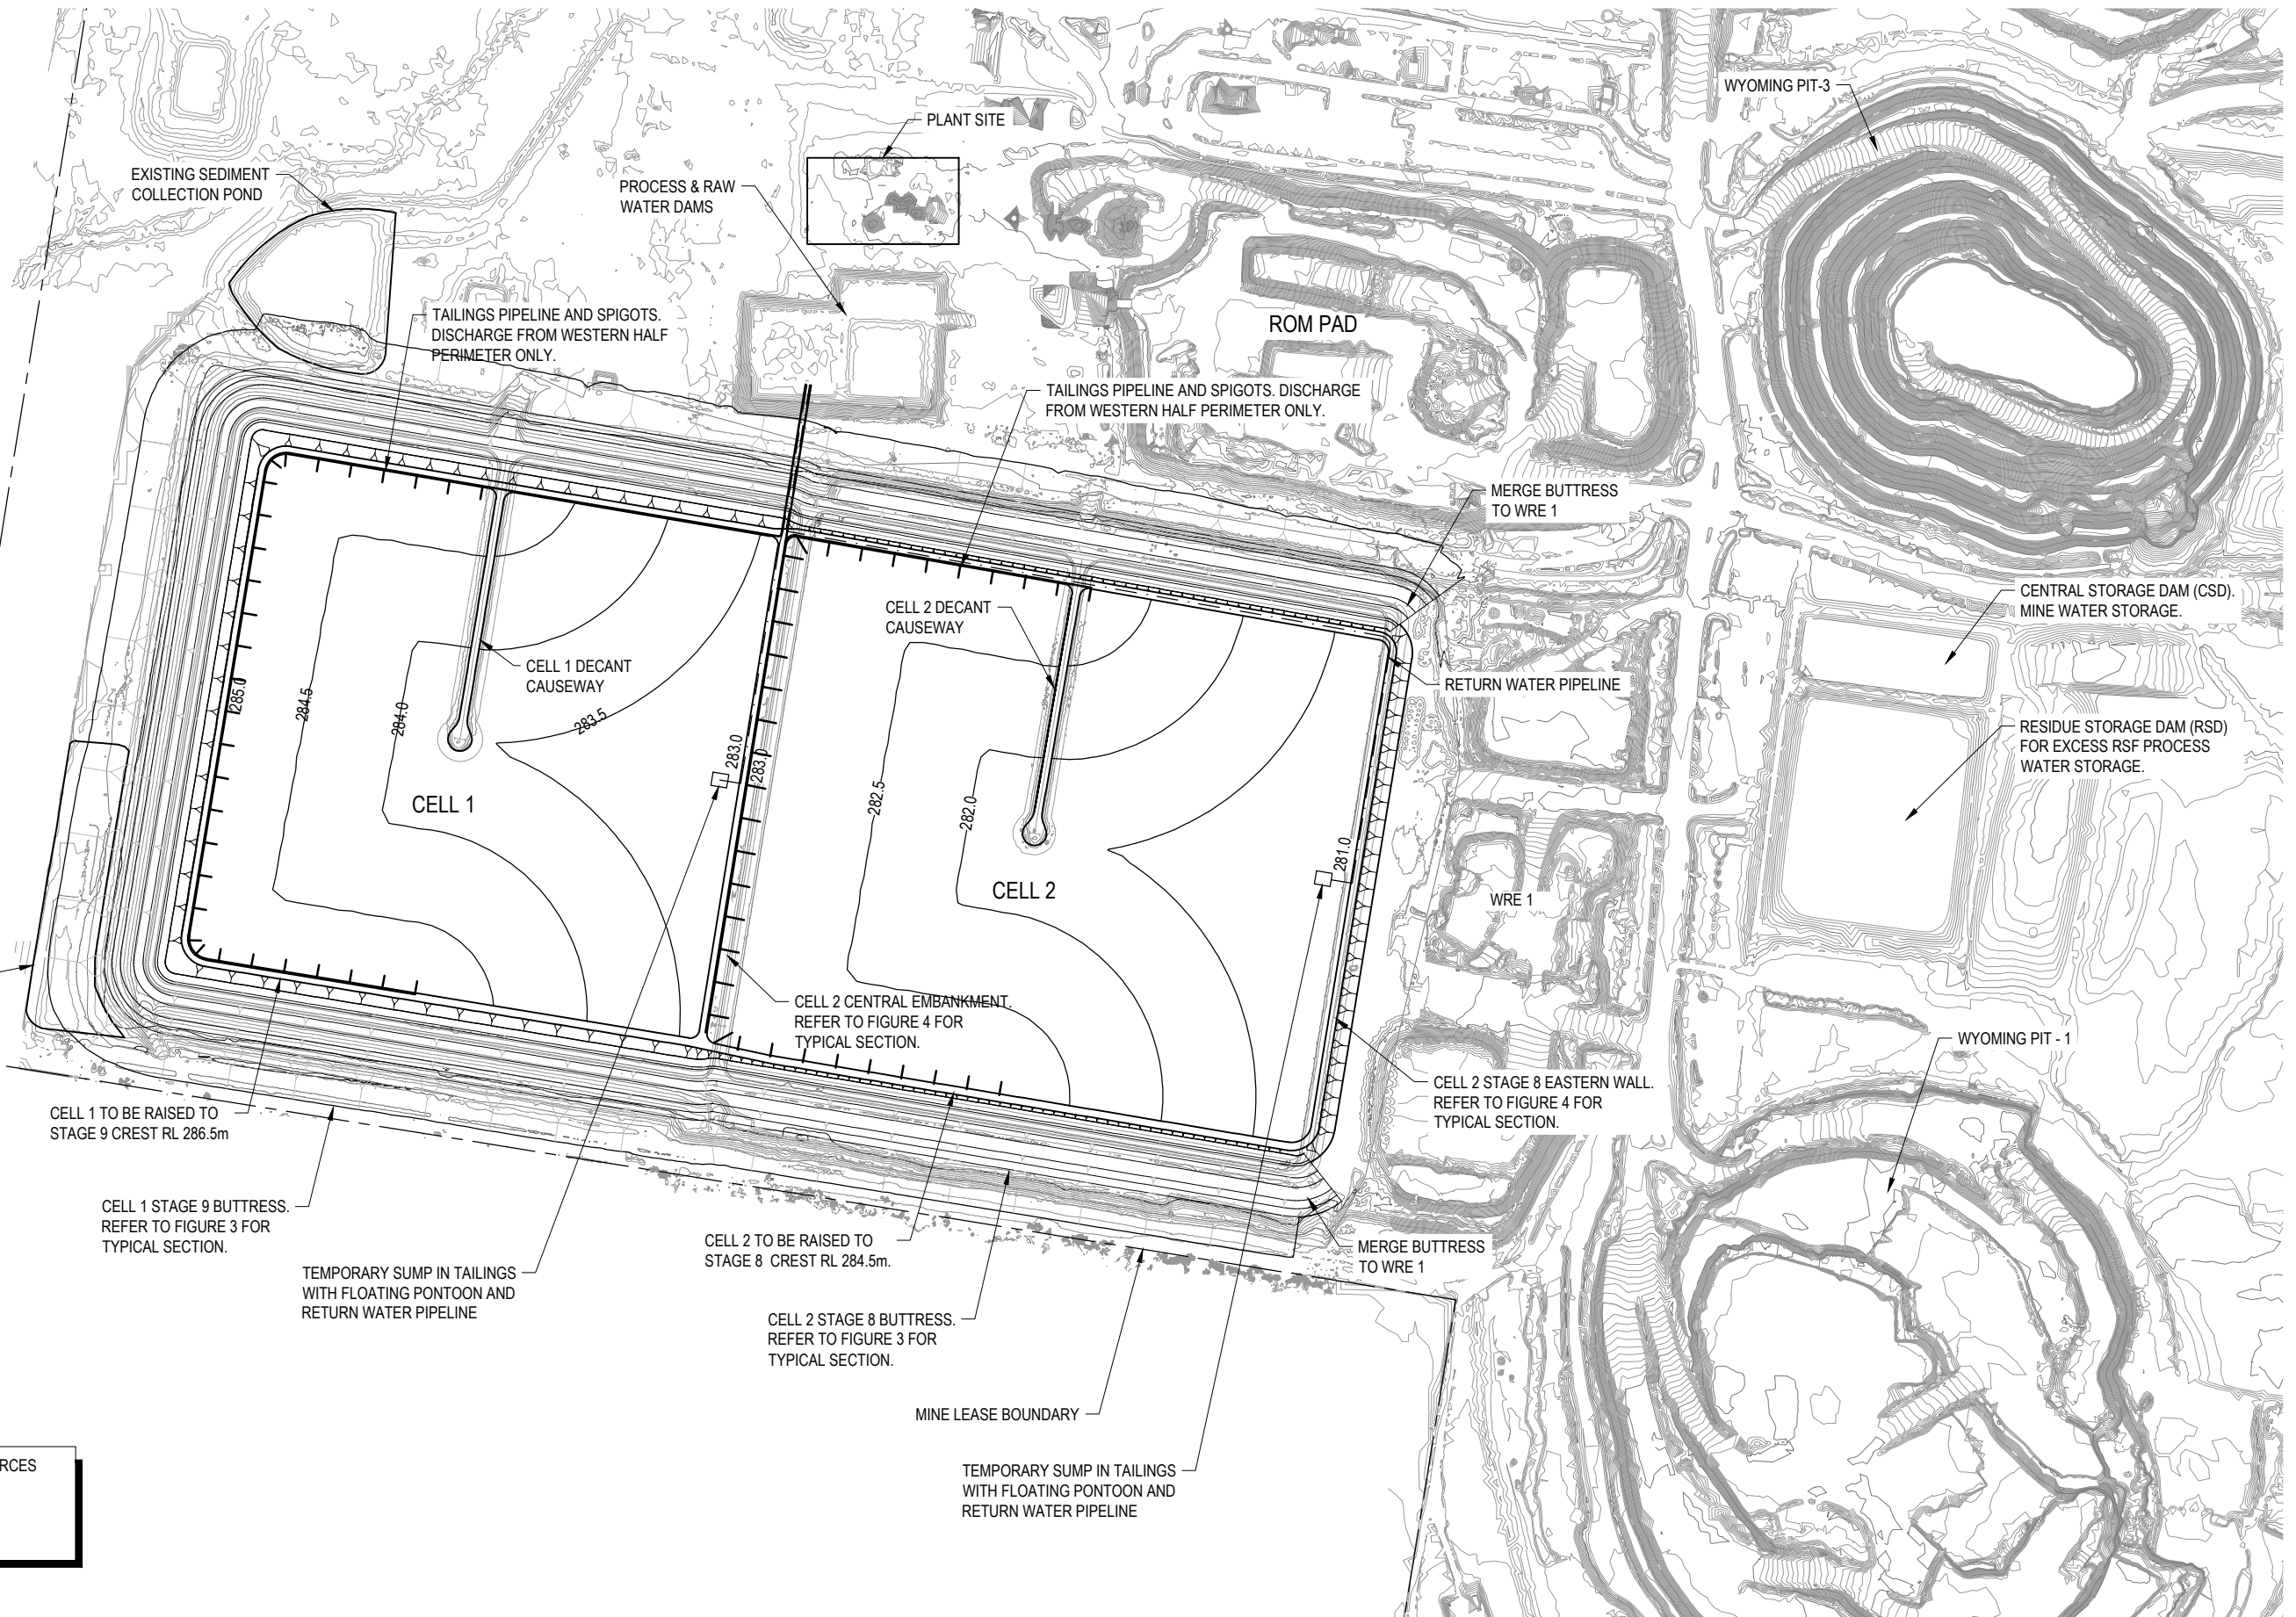 WYOMING PIT-3
PLANT SITE
EXISTING SEDIMENT
COLLECTION POND
PROCESS & RAW
WATER DAMS
TAILINGS PIPELINE AND SPIGOTS.
DISCHARGE FROM WESTERN HALF
PERIMETER ONLY.
ROM PAD
TAILINGS PIPELINE AND SPIGOTS. DISCHARGE
FROM WESTERN HALF PERIMETER ONLY.
MERGE BUTTRESS
TO WRE 1
CENTRAL STORAGE DAM (CSD).
MINE WATER STORAGE.
CELL 2 DECANT
CAUSEWAY
CELL 1 DECANT
CAUSEWAY
RETURN WATER PIPELINE
285.0
284.5
284.0
283.5
283.0
283.0
RESIDUE STORAGE DAM (RSD)
FOR EXCESS RSF PROCESS
WATER STORAGE.
CELL 1
282.5
282.0
281.0
CELL 2
WRE 1
CELL 2 CENTRAL EMBANKMENT.
REFER TO FIGURE 4 FOR
TYPICAL SECTION.
WYOMING PIT - 1
CELL 2 STAGE 8 EASTERN WALL.
REFER TO FIGURE 4 FOR
TYPICAL SECTION.
CELL 1 TO BE RAISED TO
STAGE 9 CREST RL 286.5m
CELL 1 STAGE 9 BUTTRESS.
REFER TO FIGURE 3 FOR
TYPICAL SECTION.
CELL 2 TO BE RAISED TO
STAGE 8 CREST RL 284.5m.
MERGE BUTTRESS
TO WRE 1
TEMPORARY SUMP IN TAILINGS
WITH FLOATING PONTOON AND
RETURN WATER PIPELINE
CELL 2 STAGE 8 BUTTRESS.
REFER TO FIGURE 3 FOR
TYPICAL SECTION.
MINE LEASE BOUNDARY
TEMPORARY SUMP IN TAILINGS
WITH FLOATING PONTOON AND
RETURN WATER PIPELINE
RCES